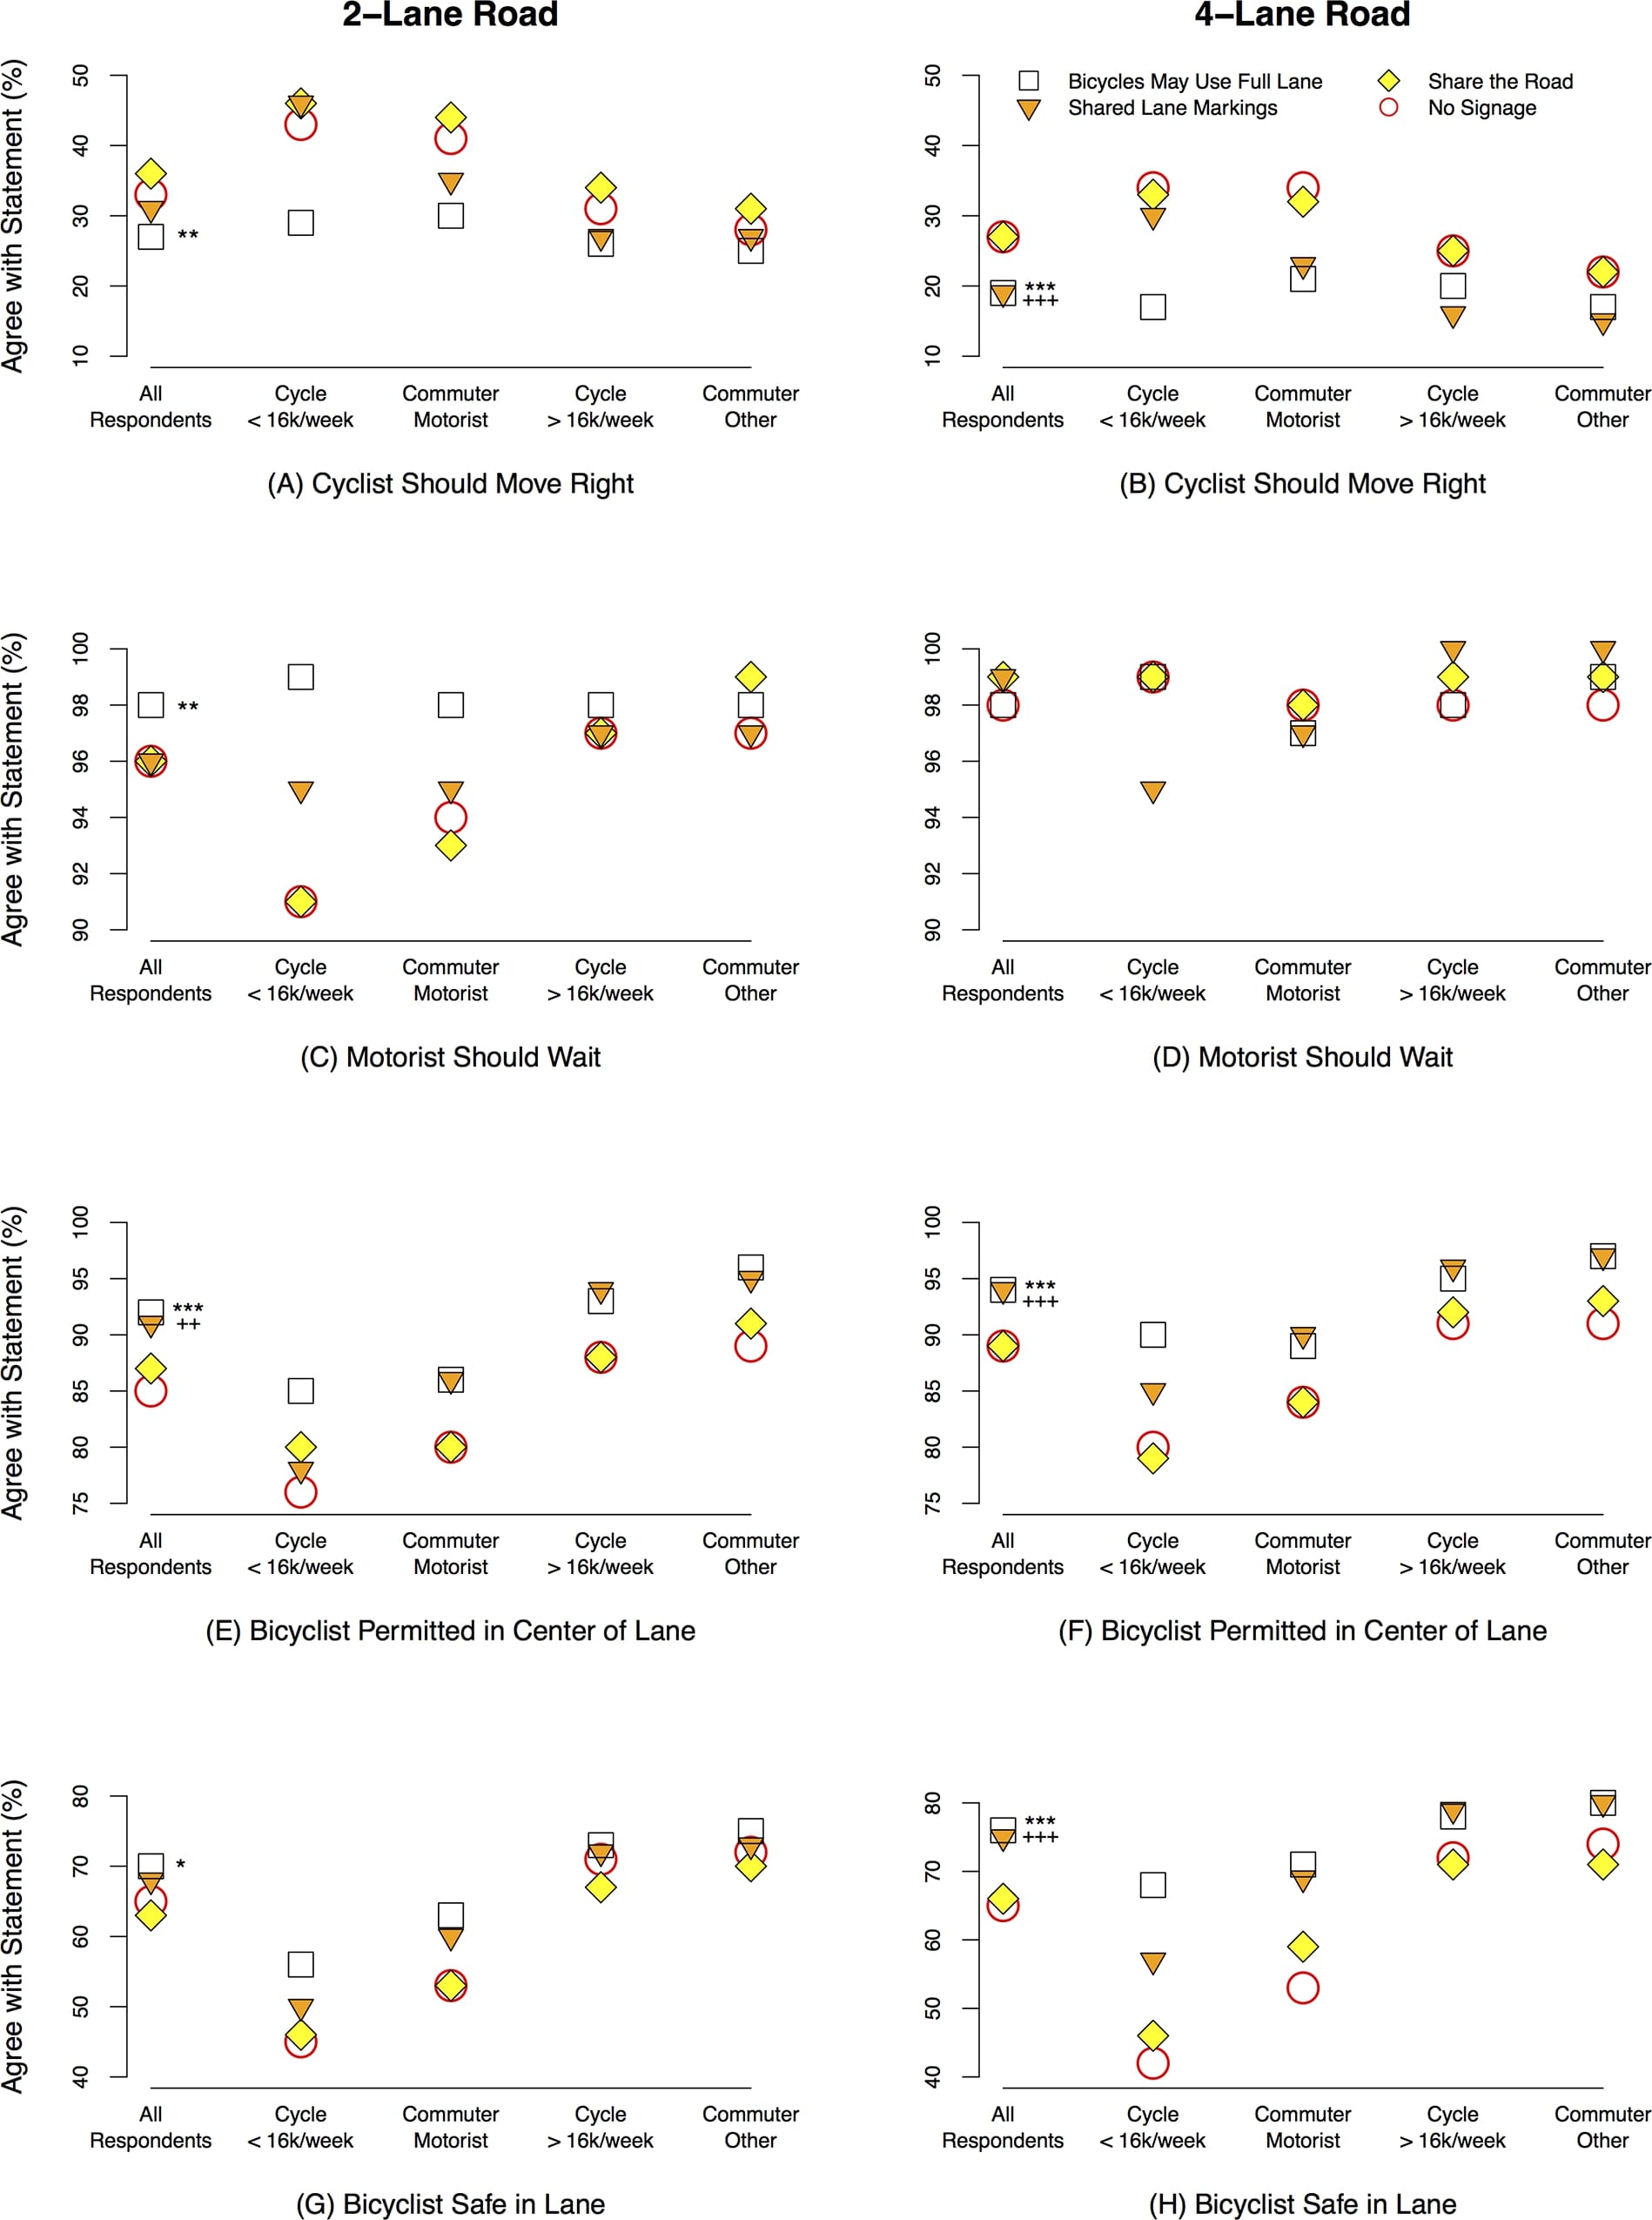 2–Lane Road
4–Lane Road
Agree with Statement (%)
50
40
30
20
10
**
All Respondents
Cycle < 16k/week
Commuter Motorist
Cycle > 16k/week
Commuter Other
(A) Cyclist Should Move Right
50
40
30
20
10
Bicycles May Use Full Lane
Shared Lane Markings
Share the Road
No Signage
***
+++
All Respondents
Cycle < 16k/week
Commuter Motorist
Cycle > 16k/week
Commuter Other
(B) Cyclist Should Move Right
Agree with Statement (%)
100
98
96
94
92
90
**
All Respondents
Cycle < 16k/week
Commuter Motorist
Cycle > 16k/week
Commuter Other
(C) Motorist Should Wait
100
98
96
94
92
90
All Respondents
Cycle < 16k/week
Commuter Motorist
Cycle > 16k/week
Commuter Other
(D) Motorist Should Wait
Agree with Statement (%)
100
95
90
85
80
75
***
++
All Respondents
Cycle < 16k/week
Commuter Motorist
Cycle > 16k/week
Commuter Other
(E) Bicyclist Permitted in Center of Lane
100
95
90
85
80
75
***
+++
All Respondents
Cycle < 16k/week
Commuter Motorist
Cycle > 16k/week
Commuter Other
(F) Bicyclist Permitted in Center of Lane
Agree with Statement (%)
80
70
60
50
40
*
All Respondents
Cycle < 16k/week
Commuter Motorist
Cycle > 16k/week
Commuter Other
(G) Bicyclist Safe in Lane
80
70
60
50
40
***
+++
All Respondents
Cycle < 16k/week
Commuter Motorist
Cycle > 16k/week
Commuter Other
(H) Bicyclist Safe in Lane